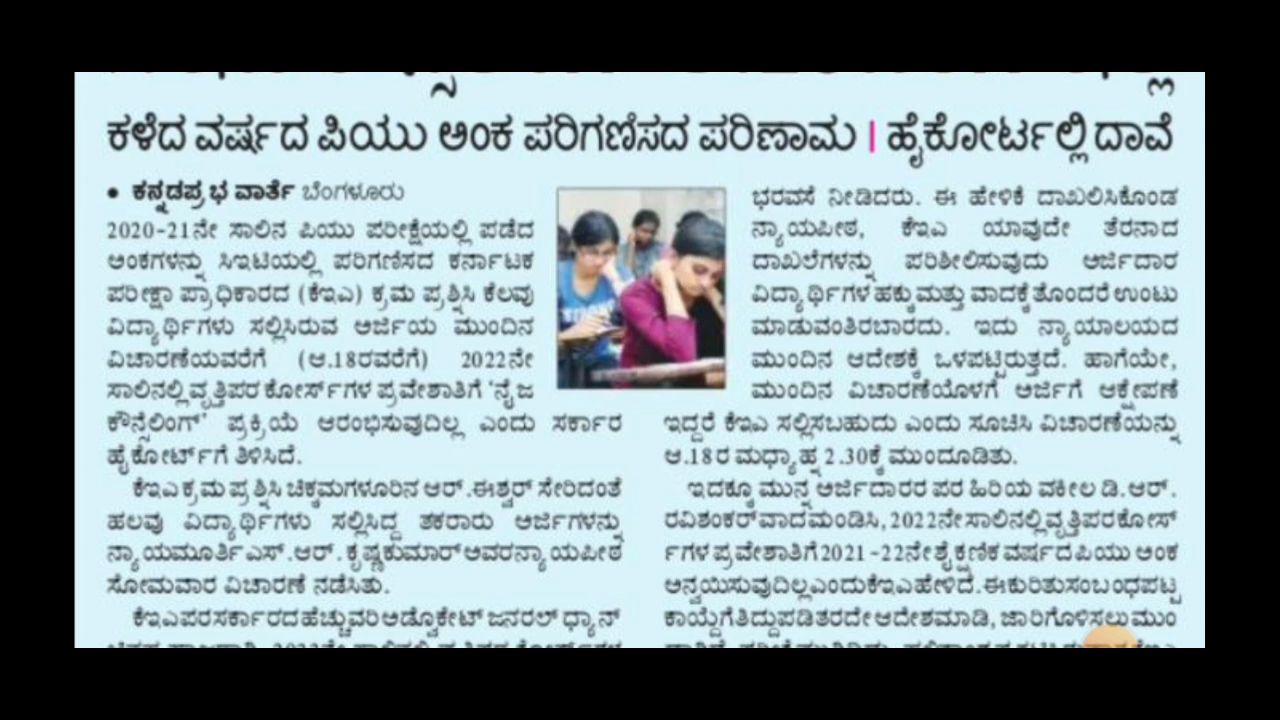 ಕಳೆದ ವರ್ಷದ ಪಿಯು ಅಂಕ ಪರಿಗಣಿಸದ ಪರಿಣಾಮ | ಹೈಕೋರ್ಟಲ್ಲಿ ದಾವೆ
• ಕನ್ನಡಪ್ರಭ ವಾರ್ತೆ ಬೆಂಗಳೂರು
2020-21ನೇ ಸಾಲಿನ ಪಿಯು ಪರೀಕ್ಷೆಯಲ್ಲಿ ಪಡೆದ
ಅಂಕಗಳನ್ನು ಸಿಇಟಿಯಲ್ಲಿ ಪರಿಗಣಿಸದ ಕರ್ನಾಟಕ
ಪರೀಕ್ಷಾ ಪ್ರಾಧಿಕಾರದ (ಕೆಇಎ) ಕ್ರಮ ಪ್ರಶ್ನಿಸಿ ಕೆಲವು
ವಿದ್ಯಾರ್ಥಿಗಳು ಸಲ್ಲಿಸಿರುವ ಅರ್ಜಿಯ ಮುಂದಿನ
ವಿಚಾರಣೆಯವರೆಗೆ (ಆ.18ರವರೆಗೆ) 2022ನೇ
ಸಾಲಿನಲ್ಲಿ ವೃತ್ತಿಪರ ಕೋರ್ಸ್‌ಗಳ ಪ್ರವೇಶಾತಿಗೆ 'ನೈಜ
ಕೌನ್ಸೆಲಿಂಗ್' ಪ್ರಕ್ರಿಯೆ ಆರಂಭಿಸುವುದಿಲ್ಲ ಎಂದು ಸರ್ಕಾರ
ಹೈಕೋರ್ಟ್‌ಗೆ ತಿಳಿಸಿದೆ.
ಕೆಇಎ ಕ್ರಮ ಪ್ರಶ್ನಿಸಿ ಚಿಕ್ಕಮಗಳೂರಿನ ಆರ್.ಈಶ್ವರ್ ಸೇರಿದಂತೆ
ಹಲವು ವಿದ್ಯಾರ್ಥಿಗಳು ಸಲ್ಲಿಸಿದ್ದ ತಕರಾರು ಅರ್ಜಿಗಳನ್ನು
ನ್ಯಾಯಮೂರ್ತಿ ಎಸ್.ಆರ್. ಕೃಷ್ಣಕುಮಾರ್ ಅವರ ನ್ಯಾಯಪೀಠ
ಸೋಮವಾರ ವಿಚಾರಣೆ ನಡೆಸಿತು.
ಕೆಇಎ ಪರ ಸರ್ಕಾರದ ಹೆಚ್ಚುವರಿ ಅಡ್ವೊಕೇಟ್ ಜನರಲ್ ಧ್ಯಾನ್
ಭರವಸೆ ನೀಡಿದರು. ಈ ಹೇಳಿಕೆ ದಾಖಲಿಸಿಕೊಂಡ
ನ್ಯಾಯಪೀಠ, ಕೆಇಎ ಯಾವುದೇ ತೆರನಾದ
ದಾಖಲೆಗಳನ್ನು ಪರಿಶೀಲಿಸುವುದು ಅರ್ಜಿದಾರ
ವಿದ್ಯಾರ್ಥಿಗಳ ಹಕ್ಕು ಮತ್ತು ವಾದಕ್ಕೆ ತೊಂದರೆ ಉಂಟು
ಮಾಡುವಂತಿರಬಾರದು. ಇದು ನ್ಯಾಯಾಲಯದ
ಮುಂದಿನ ಆದೇಶಕ್ಕೆ ಒಳಪಟ್ಟಿರುತ್ತದೆ. ಹಾಗೆಯೇ,
ಮುಂದಿನ ವಿಚಾರಣೆಯೊಳಗೆ ಅರ್ಜಿಗೆ ಆಕ್ಷೇಪಣೆ
ಇದ್ದರೆ ಕೆಇಎ ಸಲ್ಲಿಸಬಹುದು ಎಂದು ಸೂಚಿಸಿ ವಿಚಾರಣೆಯನ್ನು
ಆ.18ರ ಮಧ್ಯಾಹ್ನ 2.30ಕ್ಕೆ ಮುಂದೂಡಿತು.
ಇದಕ್ಕೂ ಮುನ್ನ ಅರ್ಜಿದಾರರ ಪರ ಹಿರಿಯ ವಕೀಲ ಡಿ.ಆರ್.
ರವಿಶಂಕರ್ ವಾದ ಮಂಡಿಸಿ, 2022ನೇ ಸಾಲಿನಲ್ಲಿ ವೃತ್ತಿಪರ ಕೋರ್ಸ್
ಗಳ ಪ್ರವೇಶಾತಿಗೆ 2021-22ನೇ ಶೈಕ್ಷಣಿಕ ವರ್ಷದ ಪಿಯು ಅಂಕ
ಅನ್ವಯಿಸುವುದಿಲ್ಲ ಎಂದು ಕೆಇಎ ಹೇಳಿದೆ. ಈ ಕುರಿತು ಸಂಬಂಧಪಟ್ಟ
ಕಾಯ್ದೆಗೆ ತಿದ್ದುಪಡಿ ತರದೇ ಆದೇಶ ಮಾಡಿ, ಜಾರಿಗೊಳಿಸಲು ಮುಂ